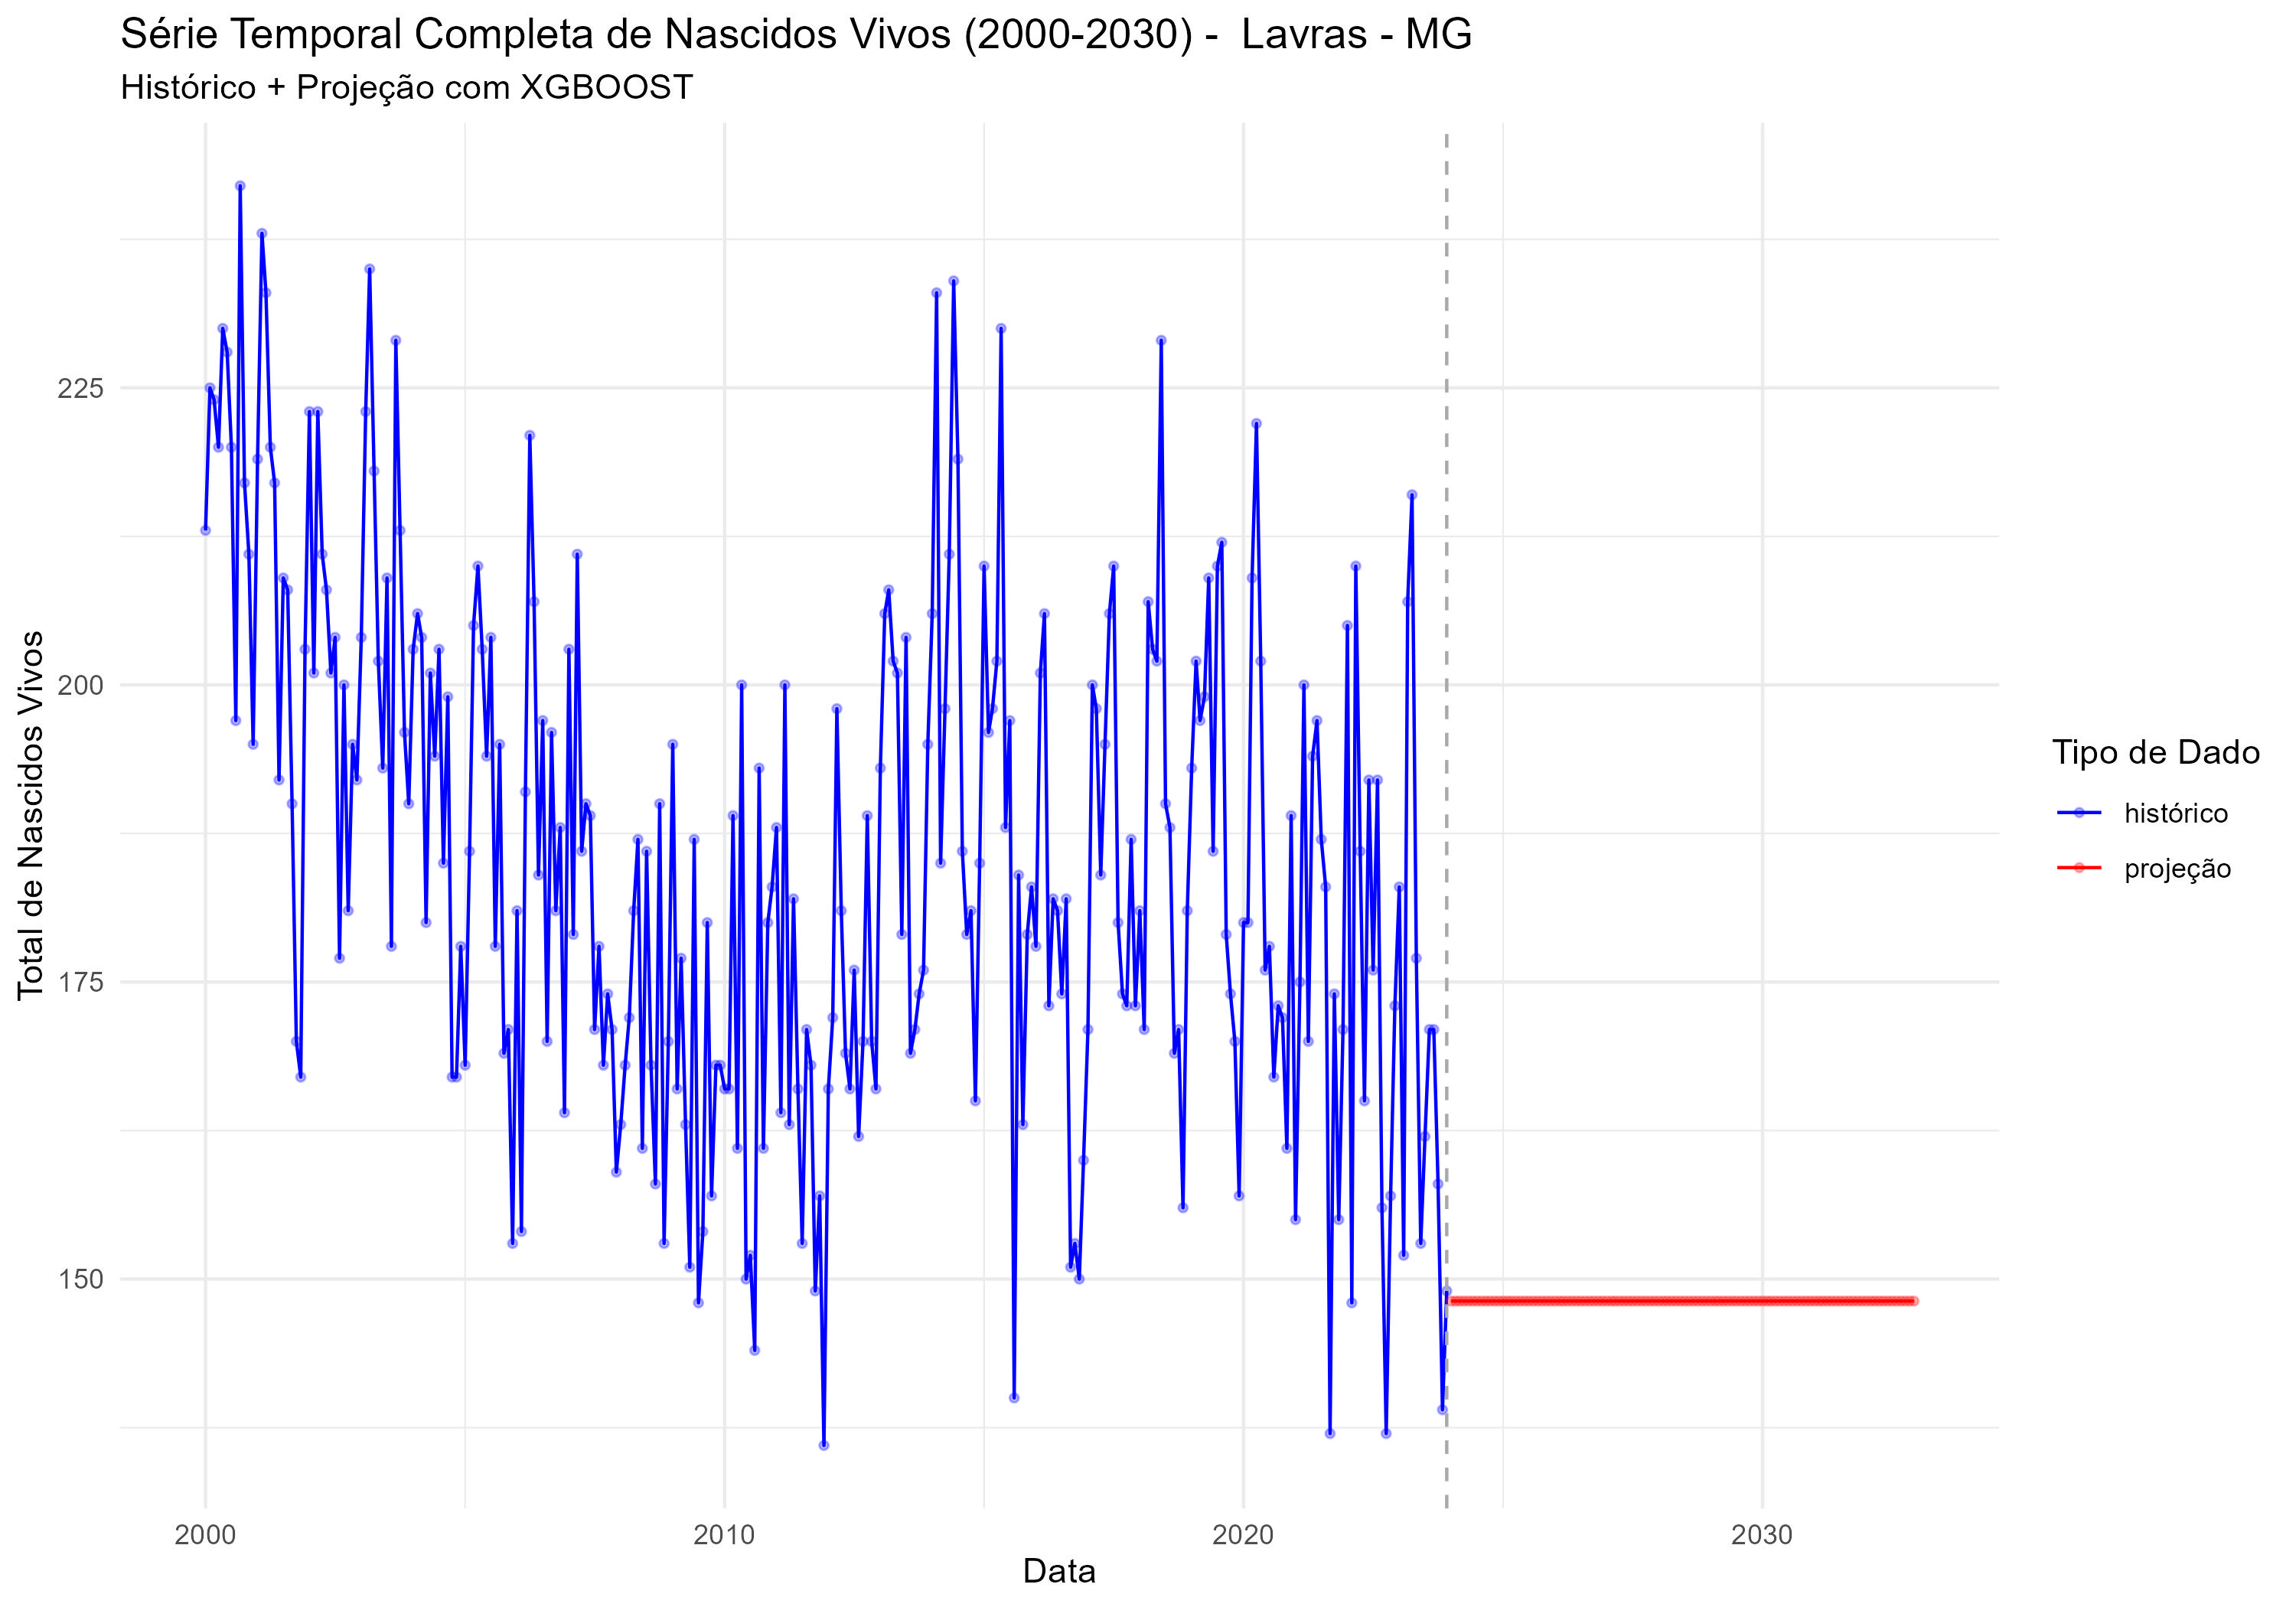 Série Temporal Completa de Nascidos Vivos (2000-2030) -  Lavras - MG
Histórico + Projeção com XGBOOST
Total de Nascidos Vivos
225
200
175
150
2000
2010
2020
2030
Data
Tipo de Dado
histórico
projeção